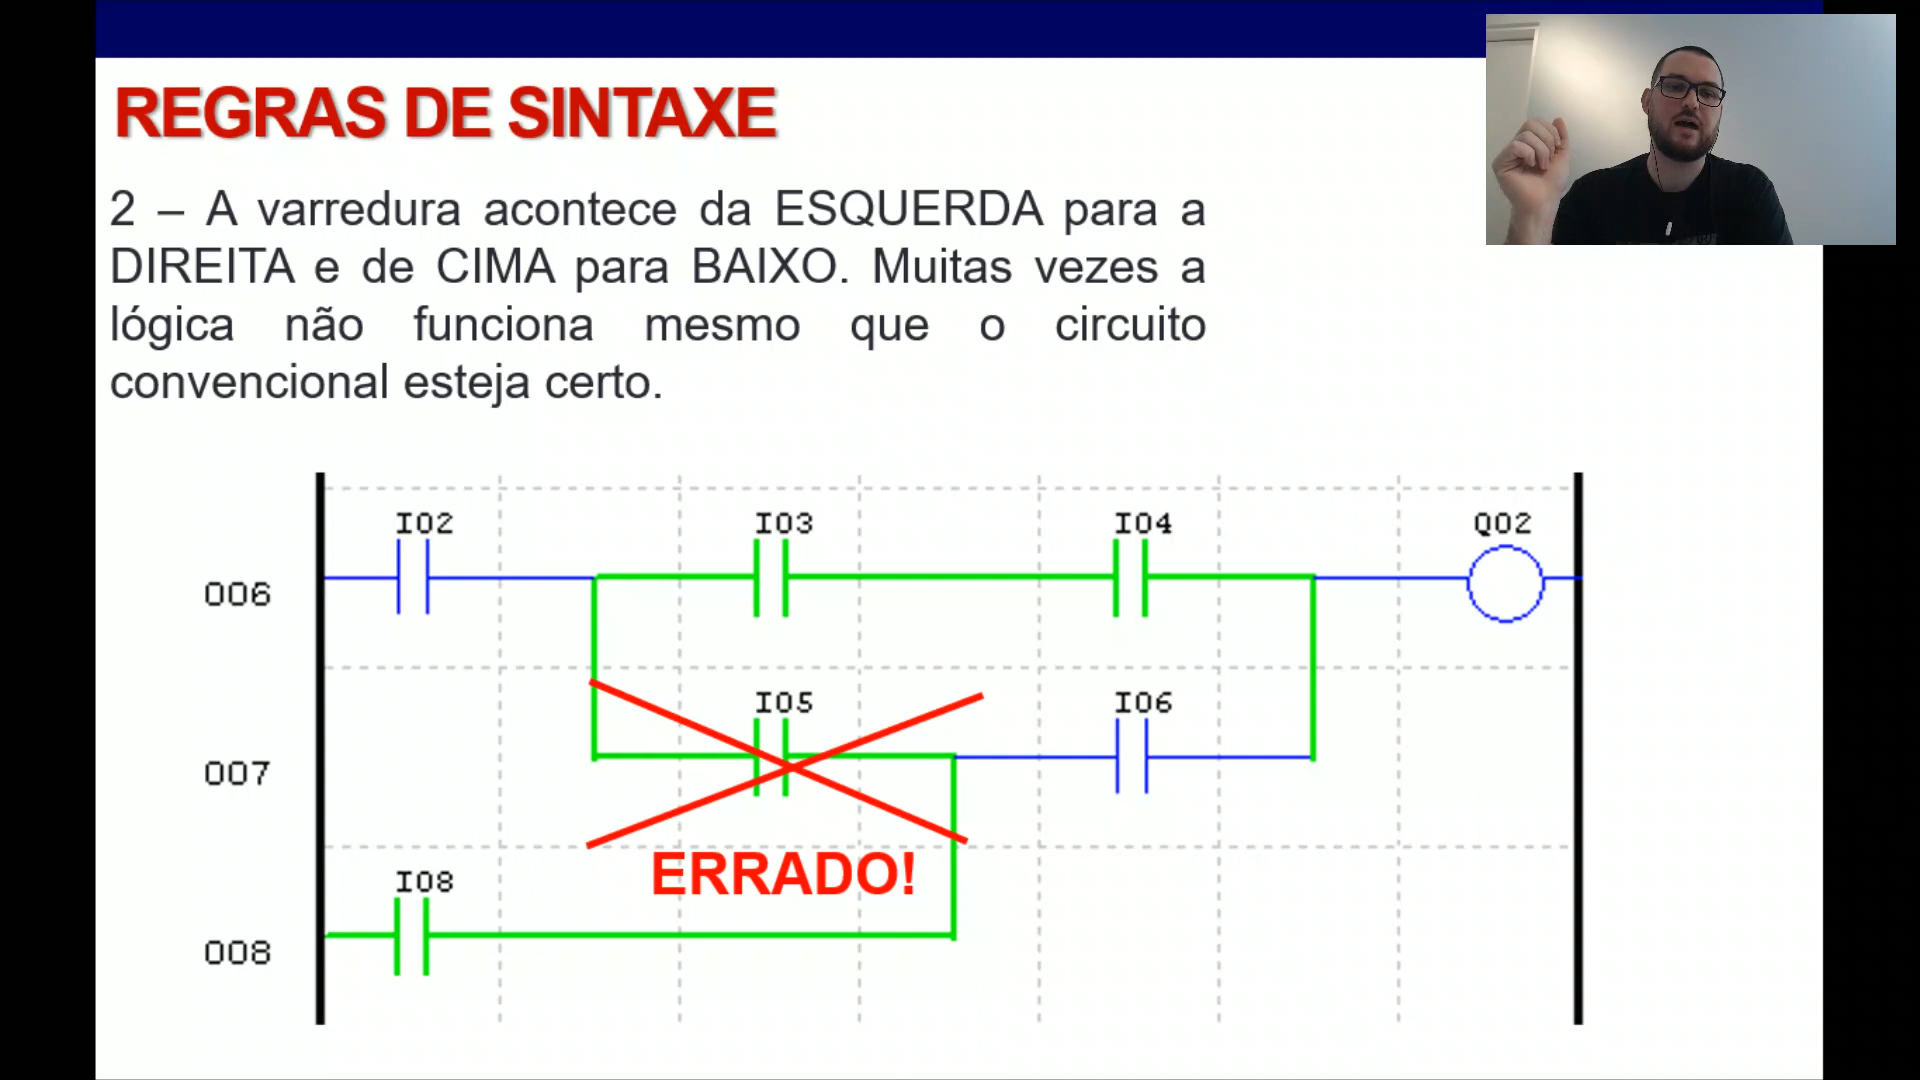 REGRAS DE SINTAXE
2 – A varredura acontece da ESQUERDA para a
DIREITA e de CIMA para BAIXO. Muitas vezes a
lógica não funciona mesmo que o circuito
convencional esteja certo.
I02 I03 I04 Q02
006
I05 I06
007
ERRADO!
I08
008